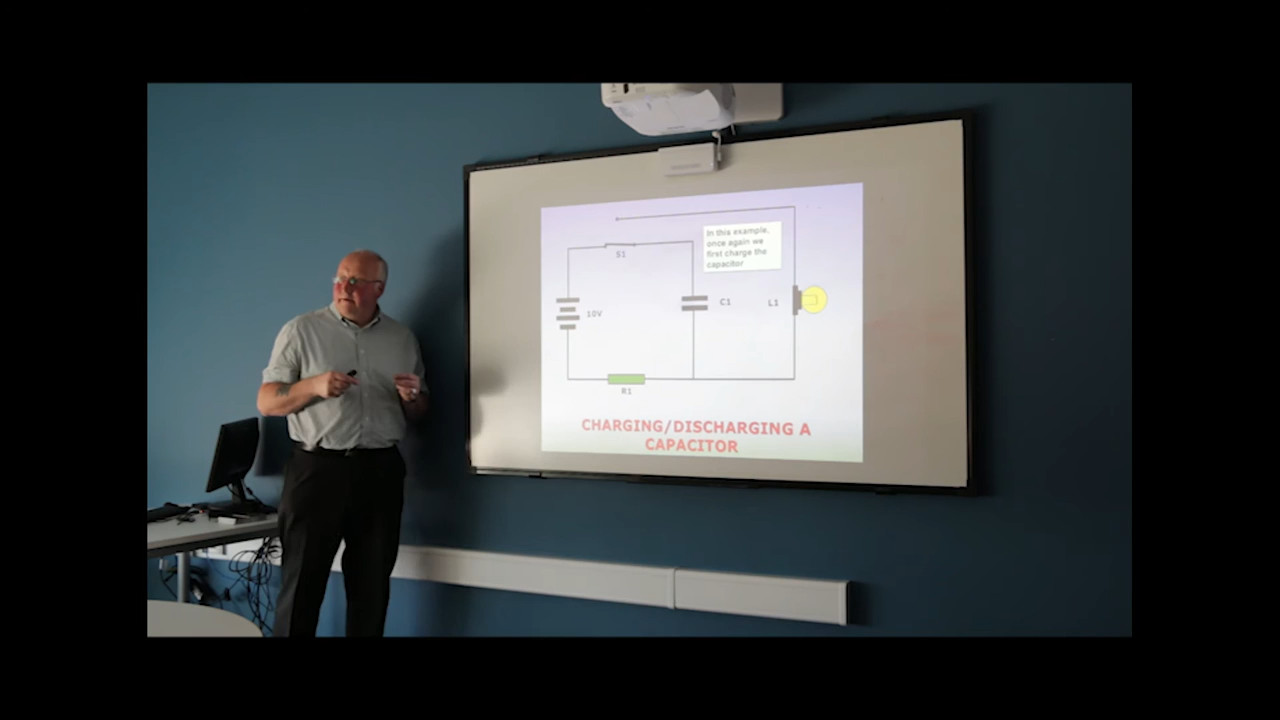 In this example,
once again we
first charge the
capacitor
S1
10V
C1
L1
R1
CHARGING/DISCHARGING A
CAPACITOR